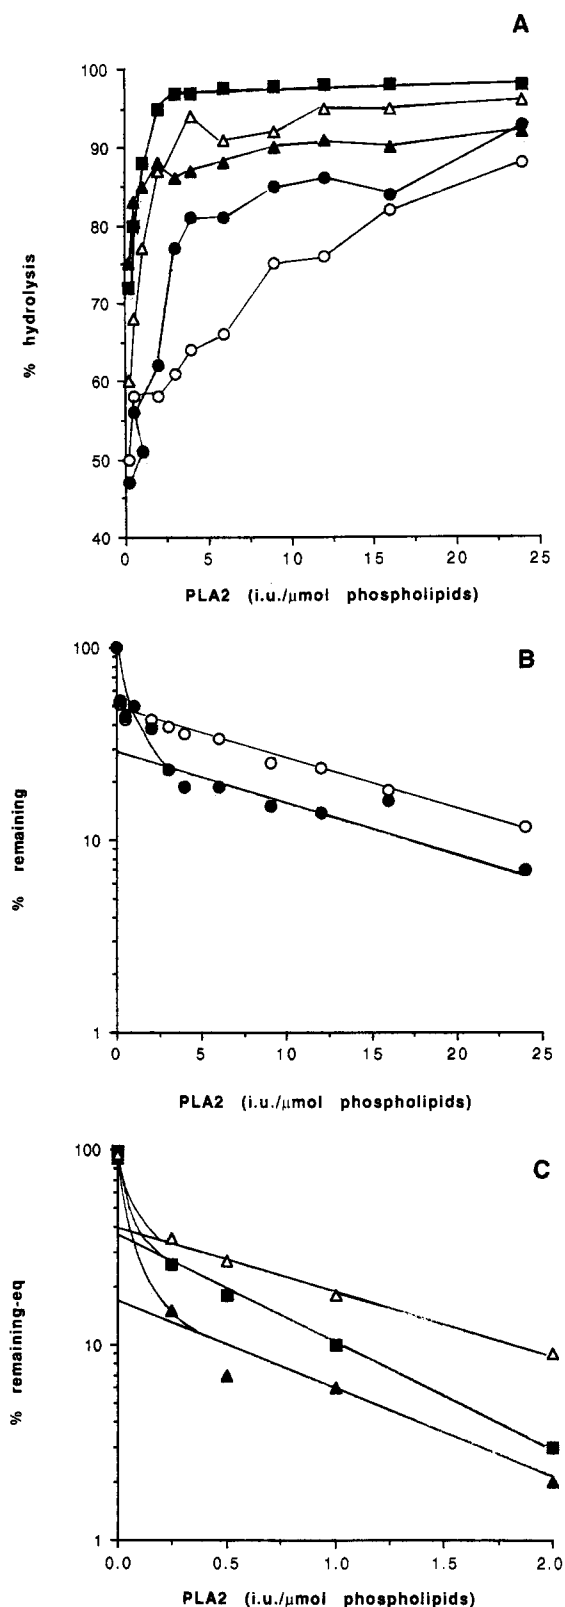 A
100
90
80
70
60
50
40
% hydrolysis
0 5 10 15 20 25
PLA2 (i.u./μmol phospholipids)
B
100
10
1
% remaining
0 5 10 15 20 25
PLA2 (i.u./μmol phospholipids)
C
100
10
1
% remaining-eq
0.0 0.5 1.0 1.5 2.0
PLA2 (i.u./μmol phospholipids)